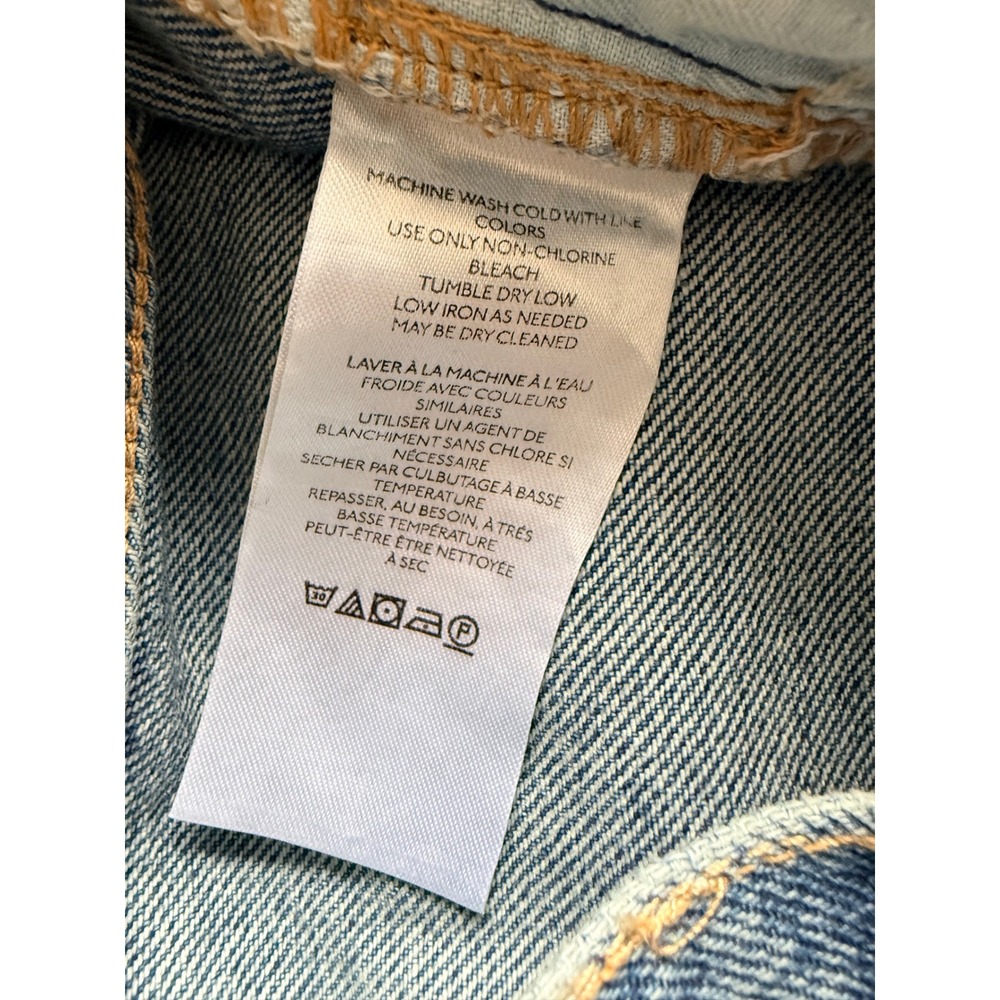 MACHINE WASH COLD WITH LIKE
COLORS
USE ONLY NON-CHLORINE
BLEACH
TUMBLE DRY LOW
LOW IRON AS NEEDED
MAY BE DRY CLEANED
LAVER À LA MACHINE À L'EAU
FROIDE AVEC COULEURS
SIMILAIRES
UTILISER UN AGENT DE
BLANCHIMENT SANS CHLORE SI
NÉCESSAIRE
SECHER PAR CULBUTAGE À BASSE
TEMPERATURE
REPASSER, AU BESOIN, À TRÉS
BASSE TEMPÉRATURE
PEUT-ÊTRE ÊTRE NETTOYÉE
À SEC
30 P